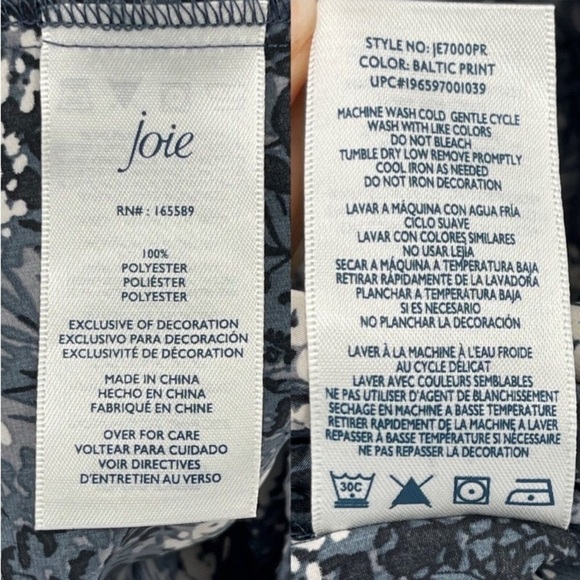 joie
RN# : 165589
100%
POLYESTER
POLIÉSTER
POLYESTER
EXCLUSIVE OF DECORATION
EXCLUSIVO PARA DECORACIÓN
EXCLUSIVITÉ DE DÉCORATION
MADE IN CHINA
HECHO EN CHINA
FABRIQUÉ EN CHINE
OVER FOR CARE
VOLTEAR PARA CUIDADO
VOIR DIRECTIVES
D'ENTRETIEN AU VERSO
STYLE NO: JE7000PR
COLOR: BALTIC PRINT
UPC#196597001039
MACHINE WASH COLD GENTLE CYCLE
WASH WITH LIKE COLORS
DO NOT BLEACH
TUMBLE DRY LOW REMOVE PROMPTLY
COOL IRON AS NEEDED
DO NOT IRON DECORATION
LAVAR A MÁQUINA CON AGUA FRÍA
CICLO SUAVE
LAVAR CON COLORES SIMILARES
NO USAR LEJIA
SECAR A MÁQUINA A TEMPERATURA BAJA
RETIRAR RÁPIDAMENTE DE LA LAVADORA
PLANCHAR A TEMPERATURA BAJA
SI ES NECESARIO
NO PLANCHAR LA DECORACIÓN
LAVER À LA MACHINE À L'EAU FROIDE
AU CYCLE DÉLICAT
LAVER AVEC COULEURS SEMBLABLES
NE PAS UTILISER D'AGENT DE BLANCHISSEMENT
SECHAGE EN MACHINE A BASSE TEMPÉRATURE
RETIRER RAPIDEMENT DE LA MACHINE A LAVER
REPASSER À BASSE TEMPÉRATURE SI NÉCESSAIRE
NE PAS REPASSER LA DECORATION
30C